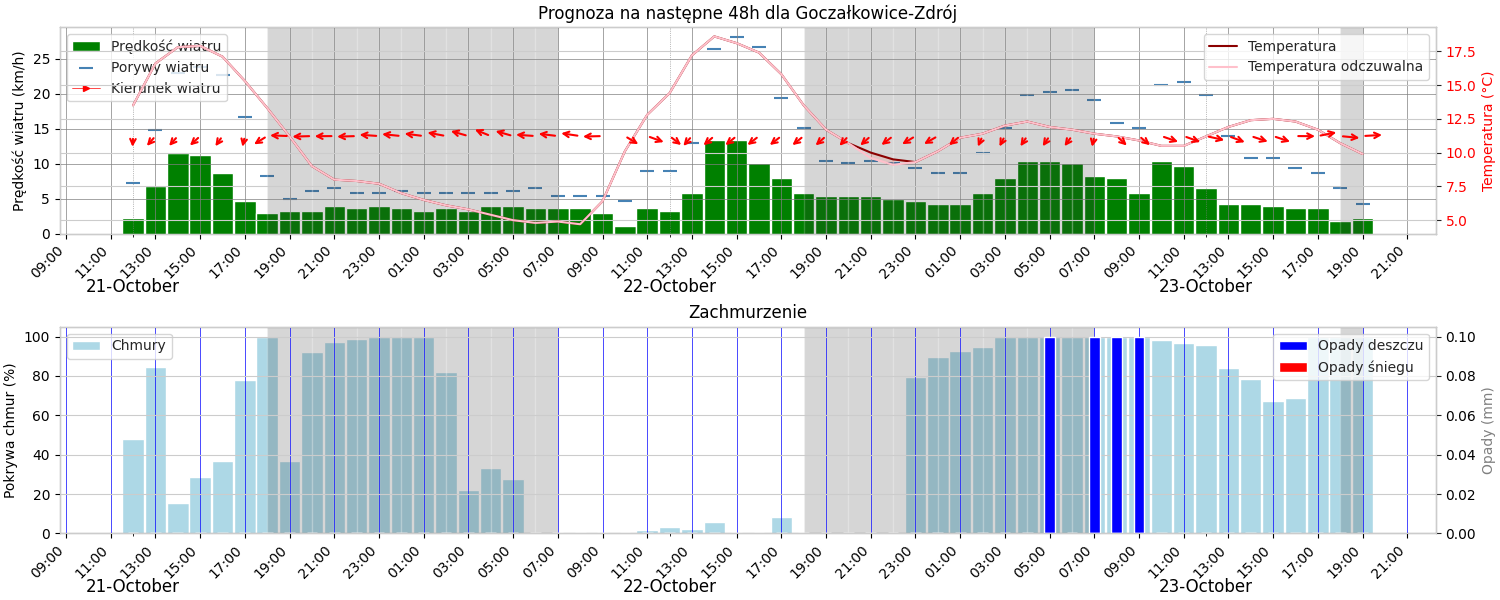 Prognoza na następne 48h dla Goczałkowice-Zdrój
Prędkość wiatru
Porywy wiatru
Kierunek wiatru
Temperatura
Temperatura odczuwalna
Prędkość wiatru (km/h)
25
20
15
10
5
0
17.5
15.0
12.5
10.0
7.5
5.0
Temperatura (°C)
09:00 11:00 13:00 15:00 17:00 19:00 21:00 23:00 01:00 03:00 05:00 07:00 09:00 11:00 13:00 15:00 17:00 19:00 21:00 23:00 01:00 03:00 05:00 07:00 09:00 11:00 13:00 15:00 17:00 19:00 21:00
21-October 22-October 23-October
Zachmurzenie
Chmury
Opady deszczu
Opady śniegu
Pokrywa chmur (%)
100
80
60
40
20
0
0.10
0.08
0.06
0.04
0.02
0.00
Opady (mm)
09:00 11:00 13:00 15:00 17:00 19:00 21:00 23:00 01:00 03:00 05:00 07:00 09:00 11:00 13:00 15:00 17:00 19:00 21:00 23:00 01:00 03:00 05:00 07:00 09:00 11:00 13:00 15:00 17:00 19:00 21:00
21-October 22-October 23-October